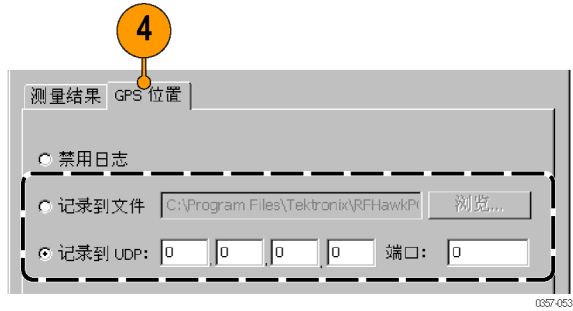 4
测量结果 GPS 位置
禁用日志
记录到文件 C:\Program Files\Tektronix\RFHawkP 浏览...
记录到 UDP: 0 . 0 . 0 . 0 端口: 0
0357-053